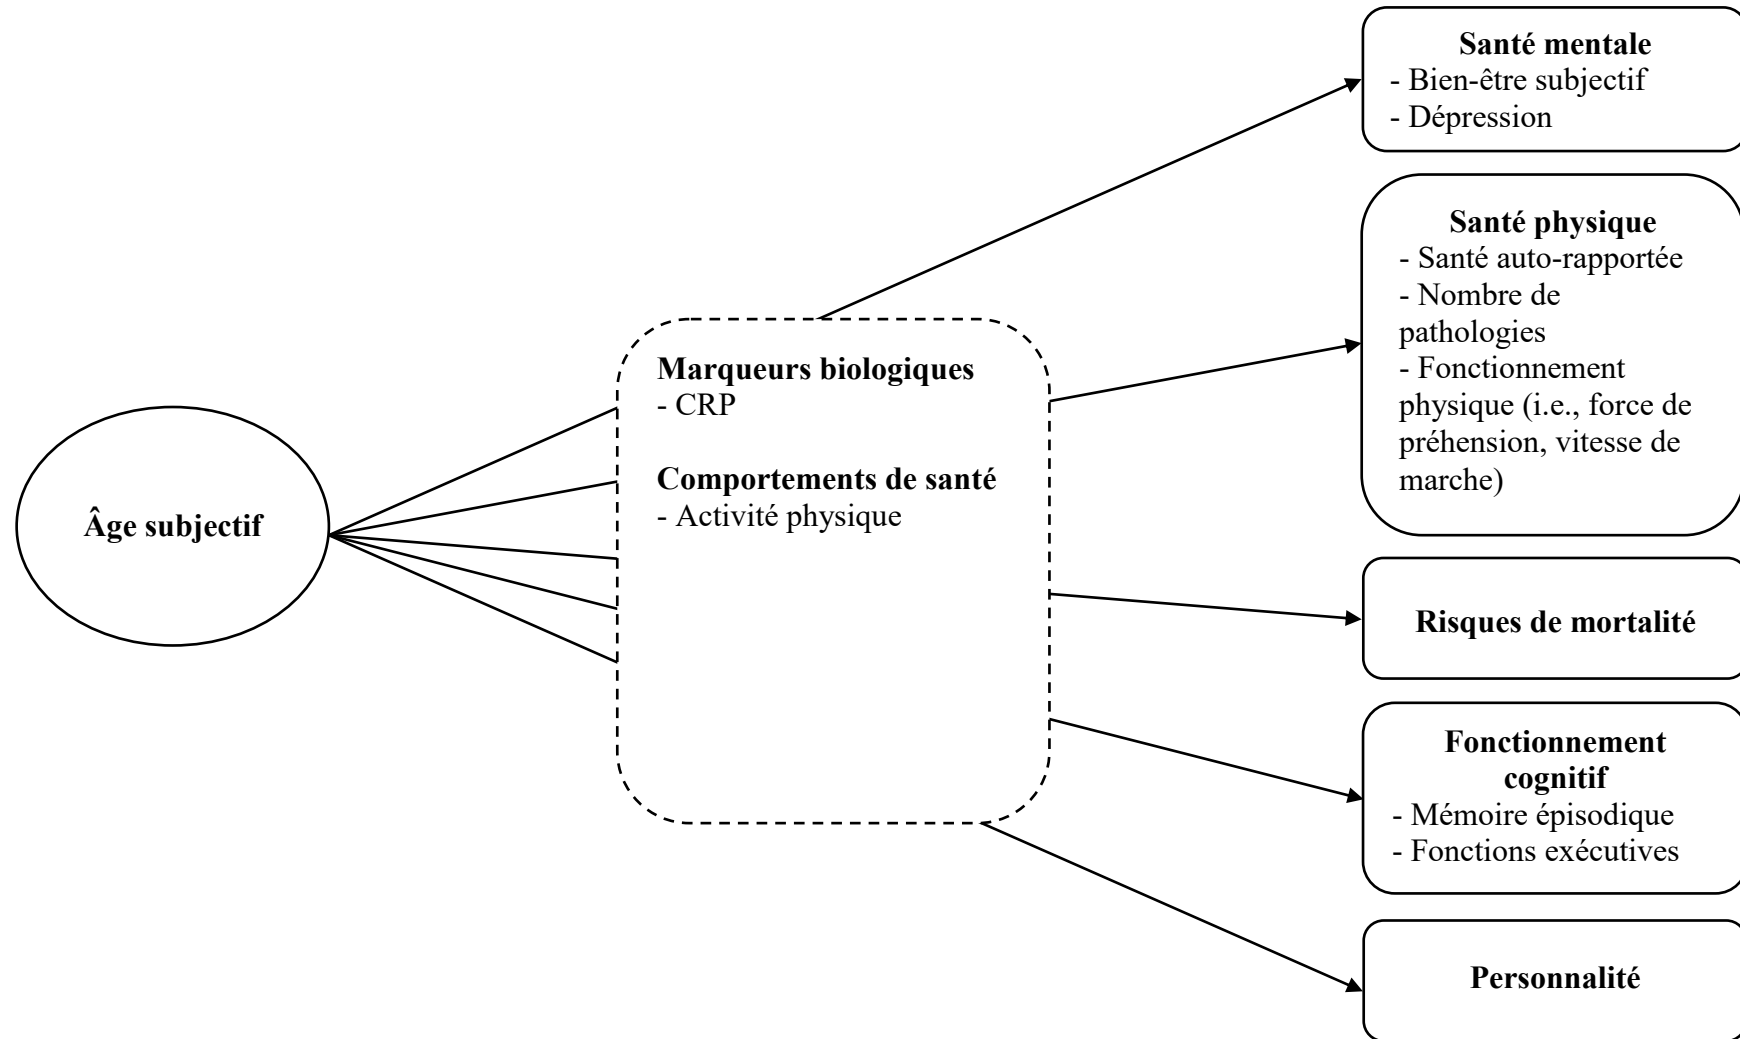 Âge subjectif
Marqueurs biologiques
- CRP
Comportements de santé
- Activité physique
Santé mentale
- Bien-être subjectif
- Dépression
Santé physique
- Santé auto-rapportée
- Nombre de
pathologies
- Fonctionnement
physique (i.e., force de
préhension, vitesse de
marche)
Risques de mortalité
Fonctionnement
cognitif
- Mémoire épisodique
- Fonctions exécutives
Personnalité